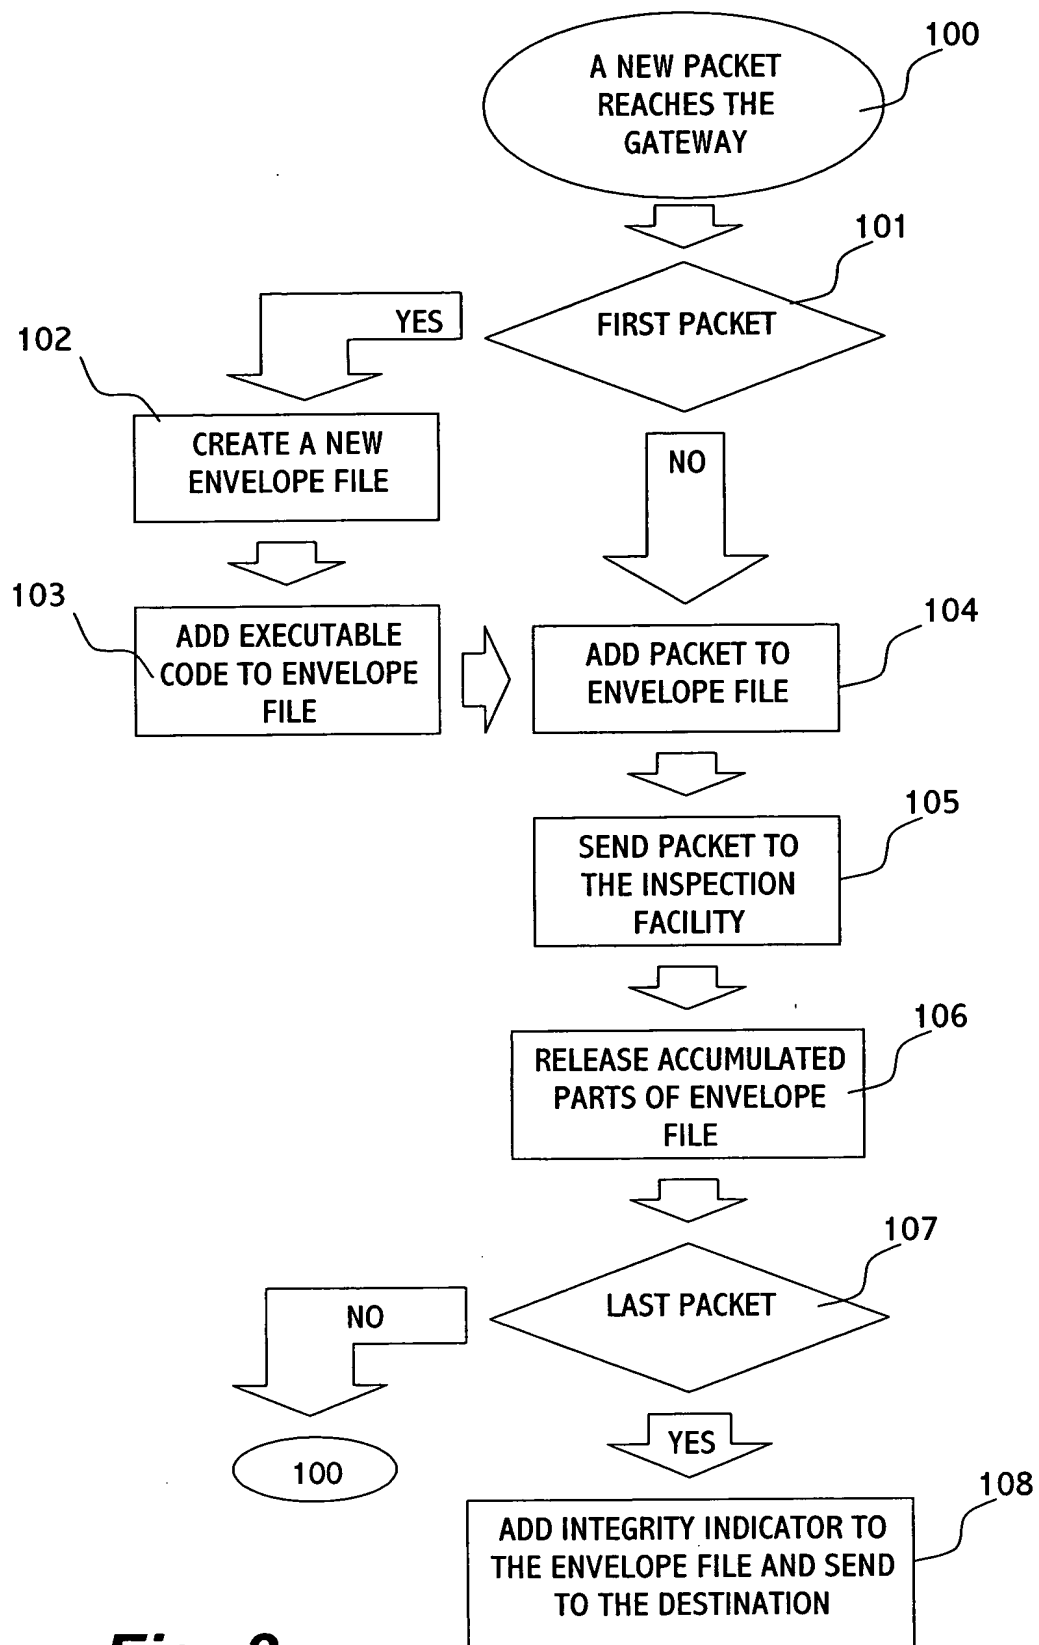 A NEW PACKET
REACHES THE
GATEWAY
100
101
FIRST PACKET
YES
102
CREATE A NEW
ENVELOPE FILE
NO
103
ADD EXECUTABLE
CODE TO ENVELOPE
FILE
104
ADD PACKET TO
ENVELOPE FILE
105
SEND PACKET TO
THE INSPECTION
FACILITY
106
RELEASE ACCUMULATED
PARTS OF ENVELOPE
FILE
107
LAST PACKET
NO
100
YES
108
ADD INTEGRITY INDICATOR TO
THE ENVELOPE FILE AND SEND
TO THE DESTINATION